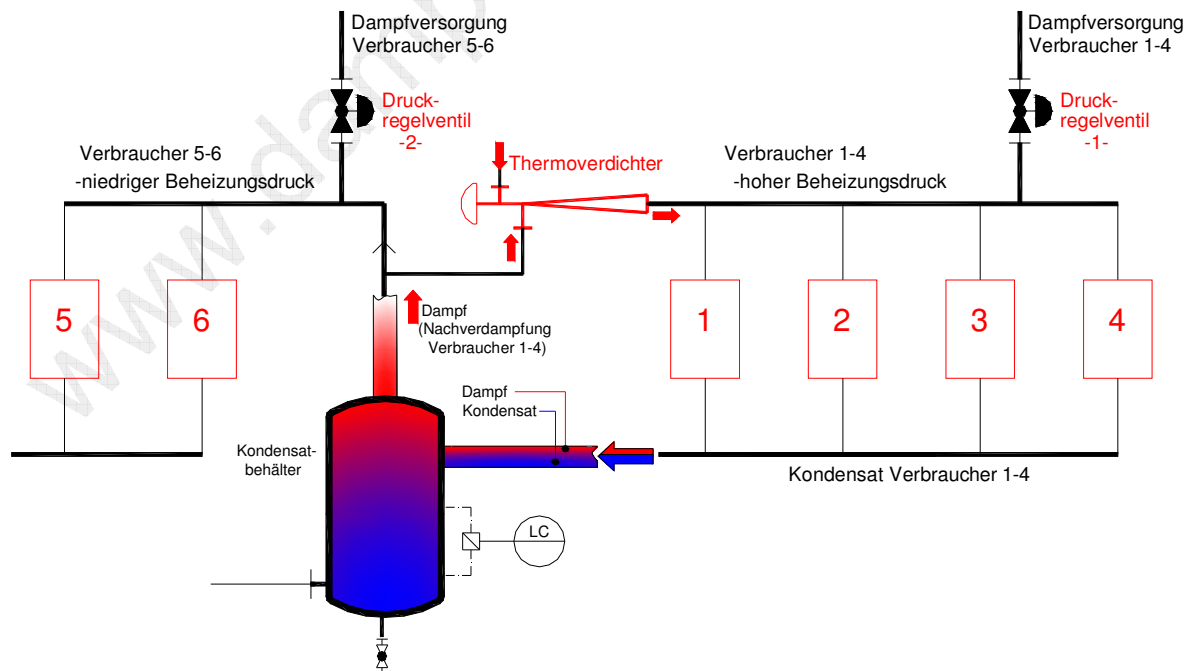 Dampfversorgung
Verbraucher 5-6
Dampfversorgung
Verbraucher 1-4
Druck-
regelventil
-2-
Druck-
regelventil
-1-
Verbraucher 5-6
-niedriger Beheizungsdruck
Thermoverdichter
Verbraucher 1-4
-hoher Beheizungsdruck
5
6
1
2
3
4
Dampf
(Nachverdampfung
Verbraucher 1-4)
Dampf
Kondensat
Kondensat-
behälter
Kondensat Verbraucher 1-4
LC
www.damp